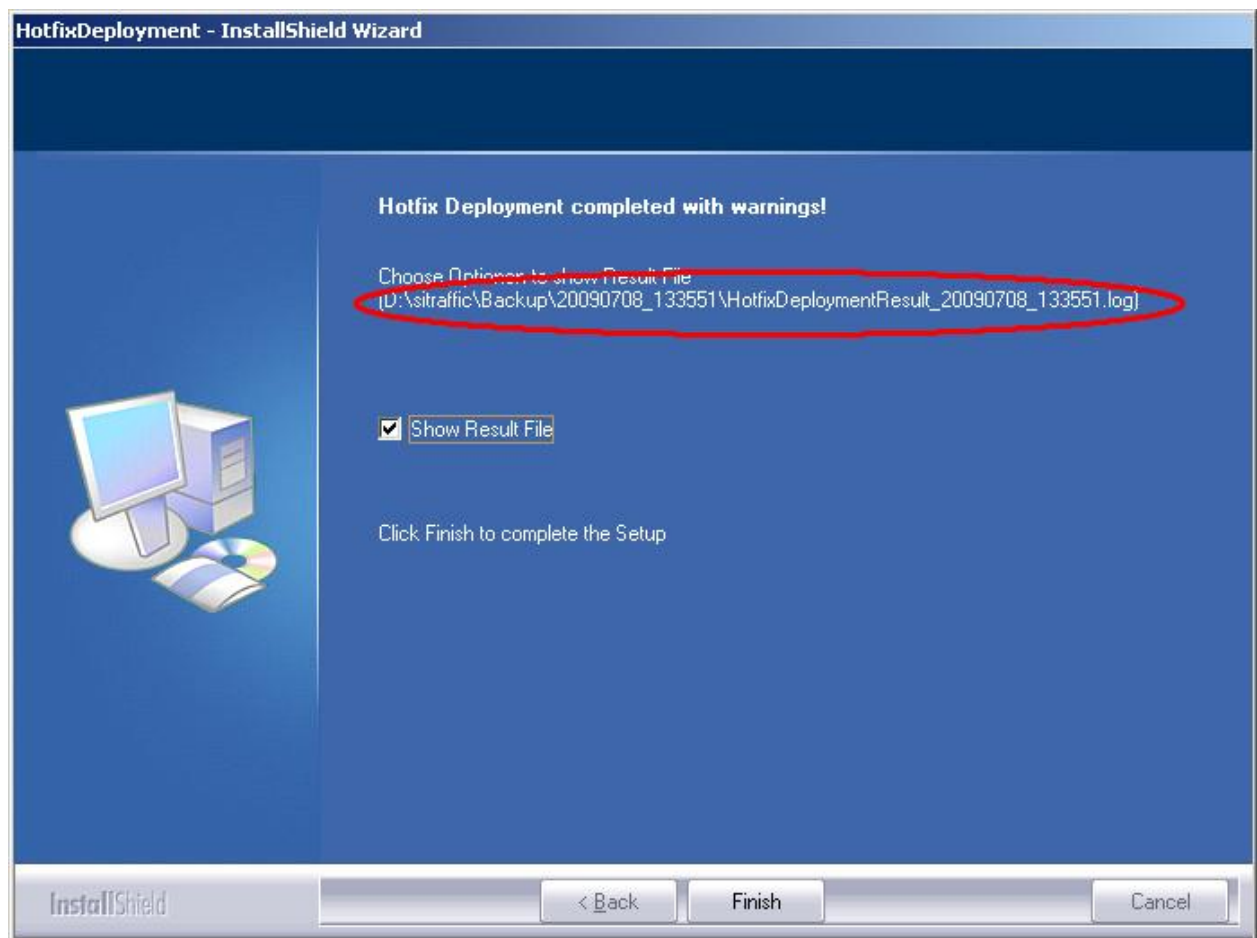 HotfixDeployment - InstallShield Wizard
Hotfix Deployment completed with warnings!
Choose Optionen to show Result File
(D:\sitraffic\Backup\20090708_133551\HotfixDeploymentResult_20090708_133551.log)
Show Result File
Click Finish to complete the Setup
InstallShield
< Back
Finish
Cancel